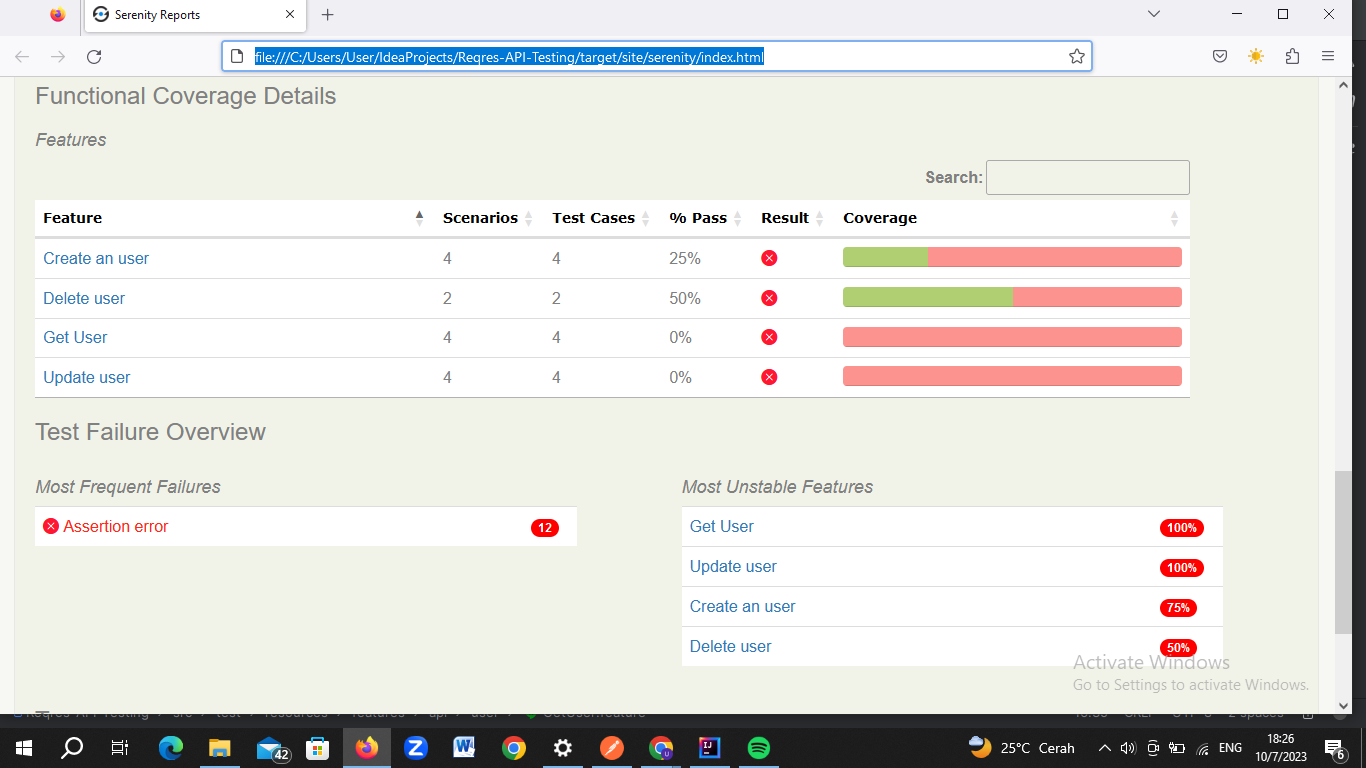 Serenity Reports
file:///C:/Users/User/IdeaProjects/Reqres-API-Testing/target/site/serenity/index.html
Functional Coverage Details
Features
Search:
Feature Scenarios Test Cases % Pass Result Coverage
Create an user 4 4 25%
Delete user 2 2 50%
Get User 4 4 0%
Update user 4 4 0%
Test Failure Overview
Most Frequent Failures
Assertion error 12
Most Unstable Features
Get User 100%
Update user 100%
Create an user 75%
Delete user 50%
Activate Windows
Go to Settings to activate Windows.
42
25°C Cerah
ENG
18:26
10/7/2023
6